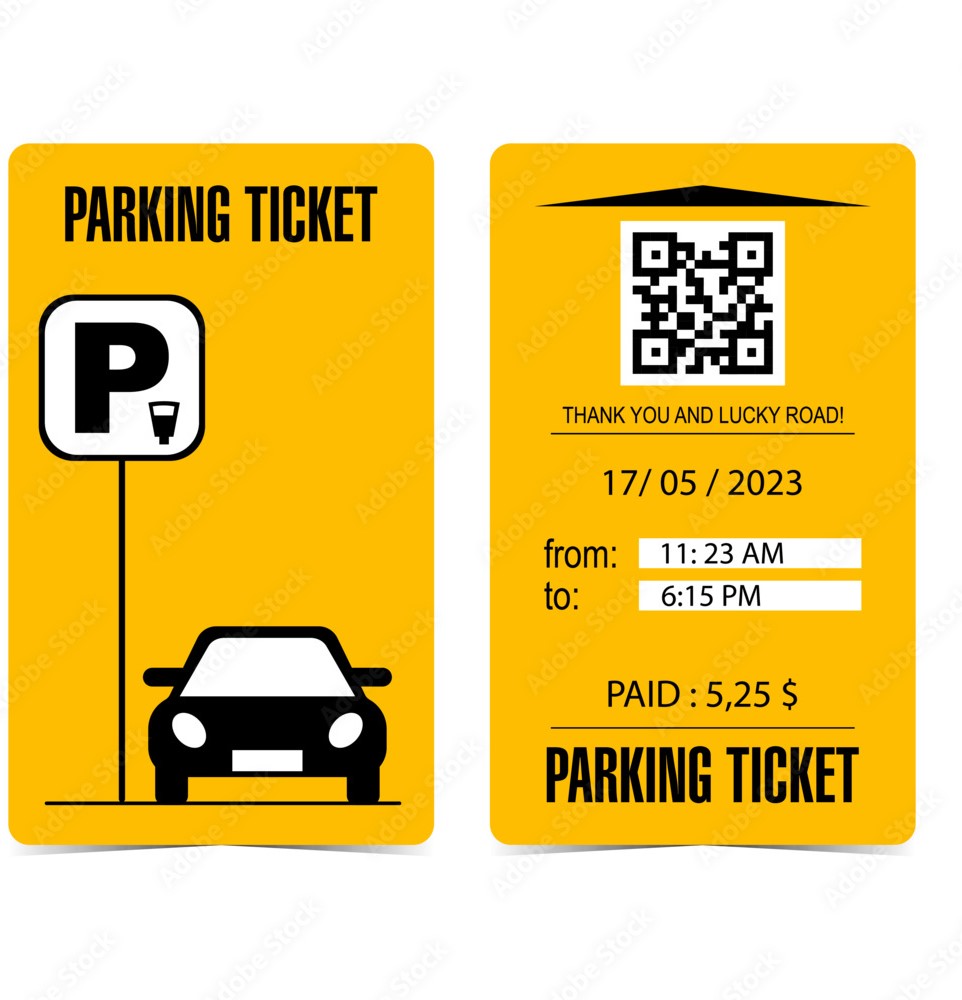 PARKING TICKET
P
THANK YOU AND LUCKY ROAD!
17/ 05 / 2023
from: 11: 23 AM
to: 6:15 PM
PAID : 5,25 $
PARKING TICKET
Adobe Stock